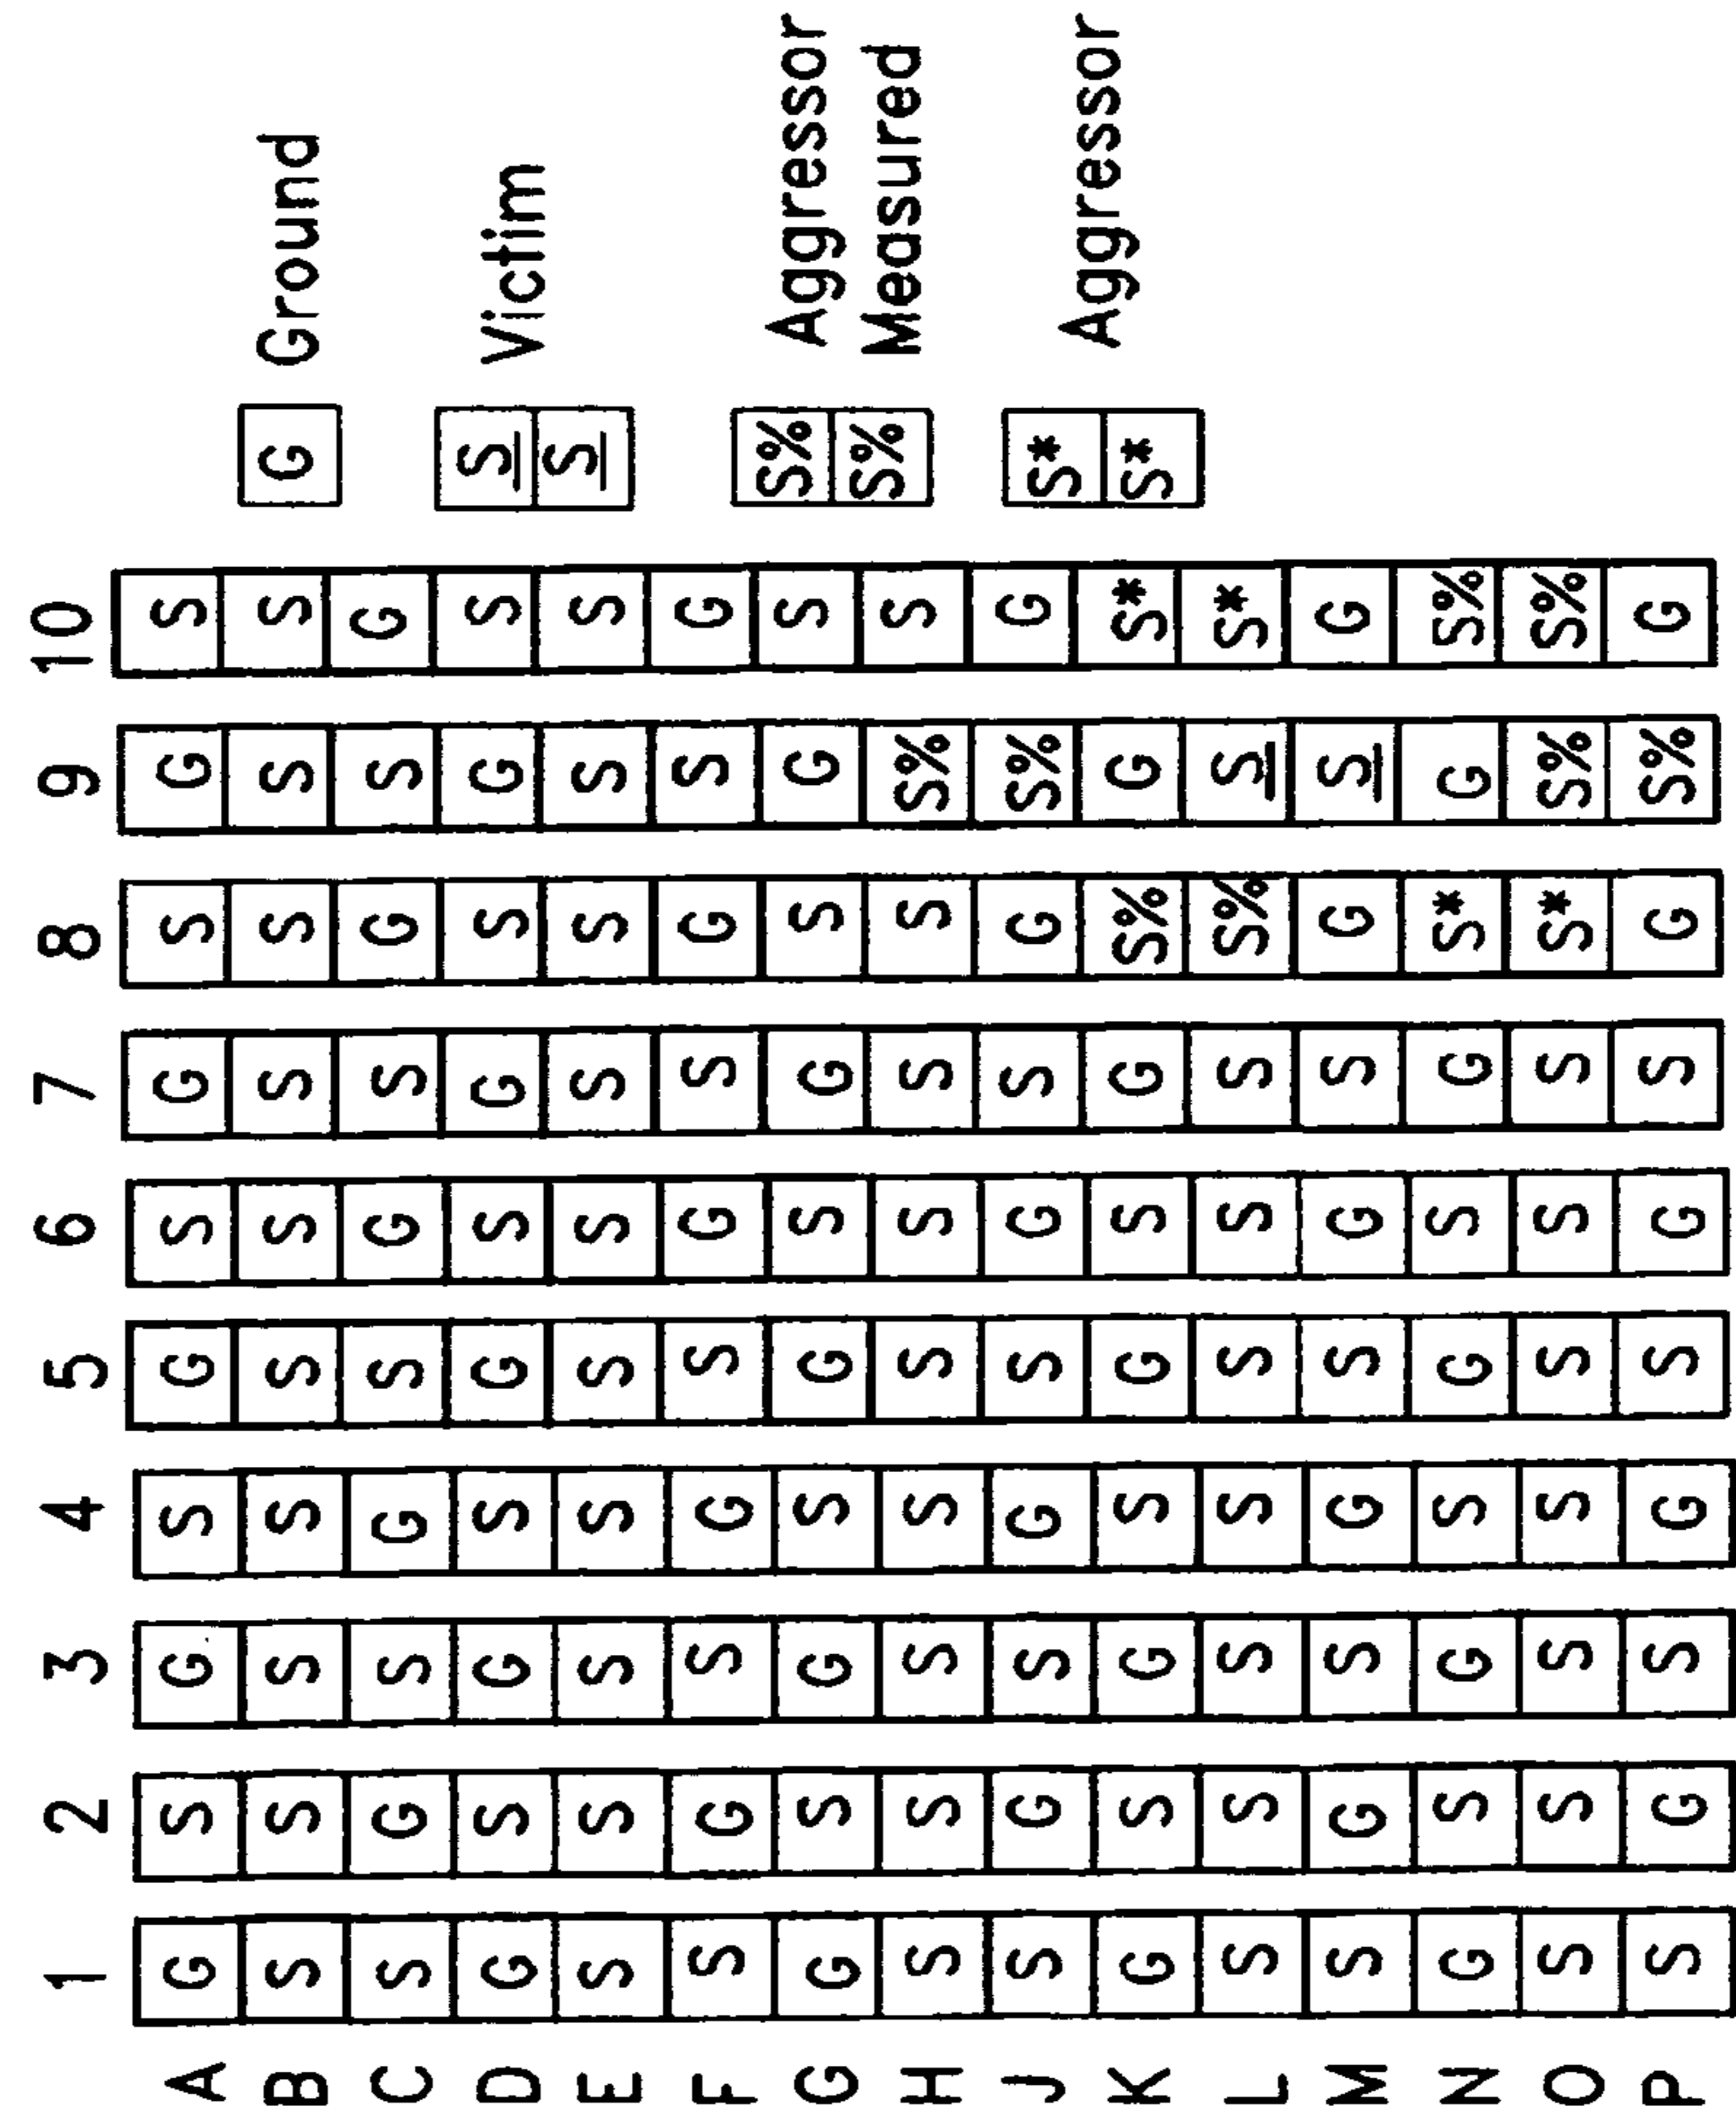 1 2 3 4 5 6 7 8 9 10
A G S G S G S G S G S
B S S S S S S S S S S
C S G S G S G S G S G
D G S G S G S G S G S
E S S S S S S S S S S
F S G S G S G S G S G
G G S G S G S G S G S
H S S S S S S S S S% S
J S G S G S G S G S% G
K G S G S G S G S% G S*
L S S S S S S S S% S S*
M S G S G S G S G S G
N G S G S G S G S* G S%
O S S S S S S S S* S% S%
P S G S G S G S G S% G
G Ground
S
S Victim
S% Aggressor
S% Measured
S* Aggressor
S*